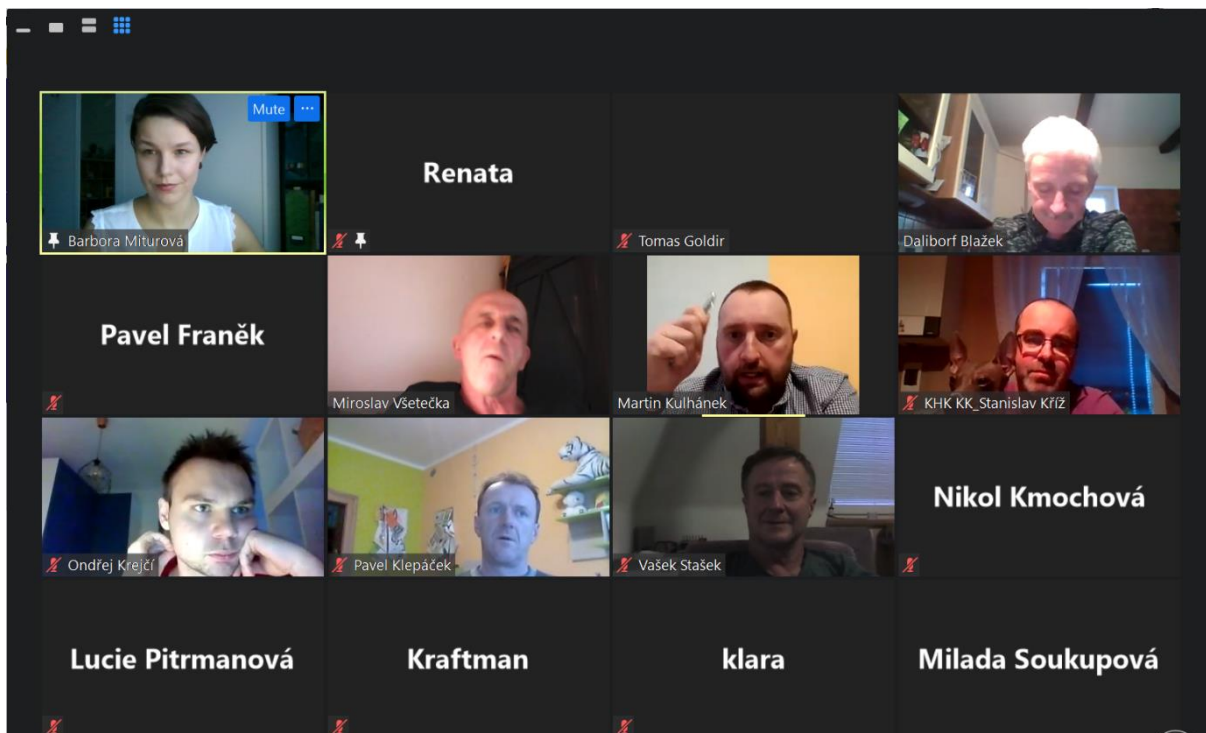 Mute ...
Barbora Miturová
Renata
Tomas Goldir
Daliborf Blažek
Pavel Franěk
Miroslav Všetečka
Martin Kulhánek
KHK KK_Stanislav Kříž
Ondřej Krejčí
Pavel Klepáček
Vašek Stašek
Nikol Kmochová
Lucie Pitrmanová
Kraftman
klara
Milada Soukupová